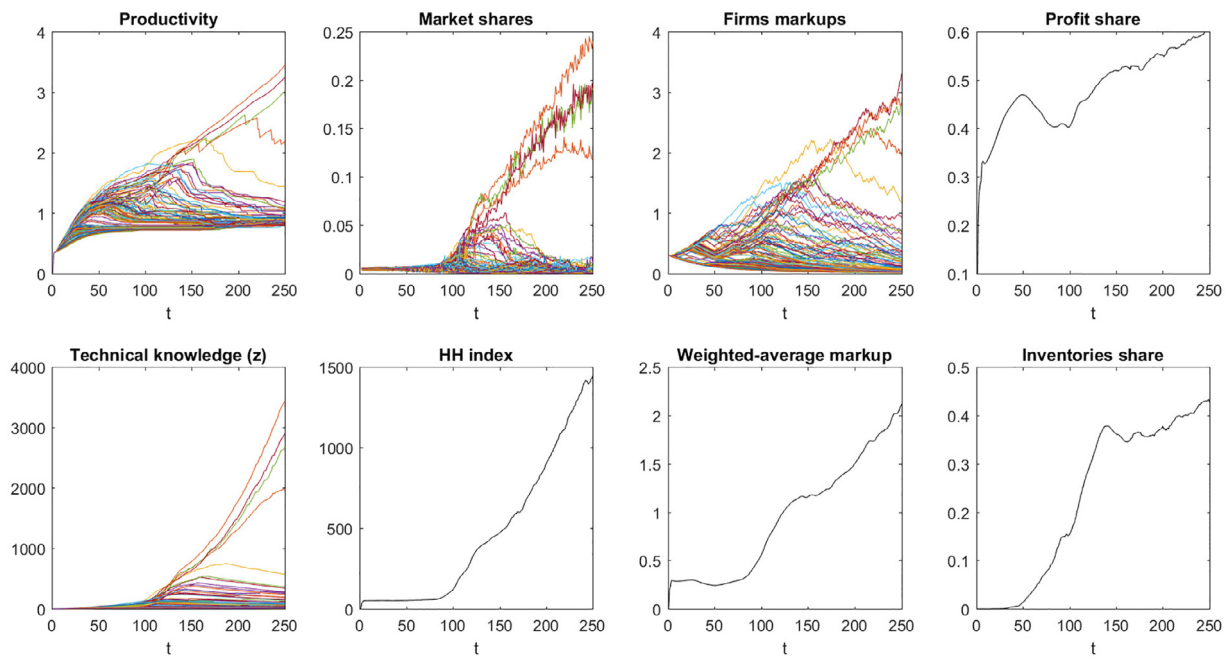 Productivity
4
3
2
1
0
0 50 100 150 200 250
t
Market shares
0.25
0.2
0.15
0.1
0.05
0
0 50 100 150 200 250
t
Firms markups
4
3
2
1
0
0 50 100 150 200 250
t
Profit share
0.6
0.5
0.4
0.3
0.2
0.1
0 50 100 150 200 250
t
Technical knowledge (z)
4000
3000
2000
1000
0
0 50 100 150 200 250
t
HH index
1500
1000
500
0
0 50 100 150 200 250
t
Weighted-average markup
2.5
2
1.5
1
0.5
0
0 50 100 150 200 250
t
Inventories share
0.5
0.4
0.3
0.2
0.1
0
0 50 100 150 200 250
t